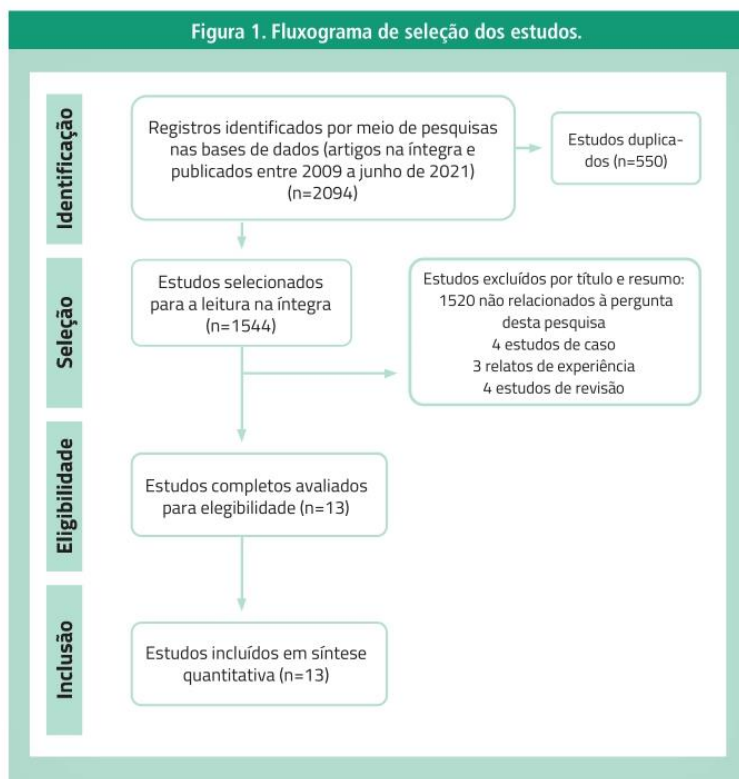 Figura 1. Fluxograma de seleção dos estudos.
Identificação
Registros identificados por meio de pesquisas
nas bases de dados (artigos na íntegra e
publicados entre 2009 a junho de 2021)
(n=2094)
Estudos duplica-
dos (n=550)
Seleção
Estudos selecionados
para a leitura na íntegra
(n=1544)
Estudos excluídos por título e resumo:
1520 não relacionados à pergunta
desta pesquisa
4 estudos de caso
3 relatos de experiência
4 estudos de revisão
Eligibilidade
Estudos completos avaliados
para elegebilidade (n=13)
Inclusão
Estudos incluídos em síntese
quantitativa (n=13)